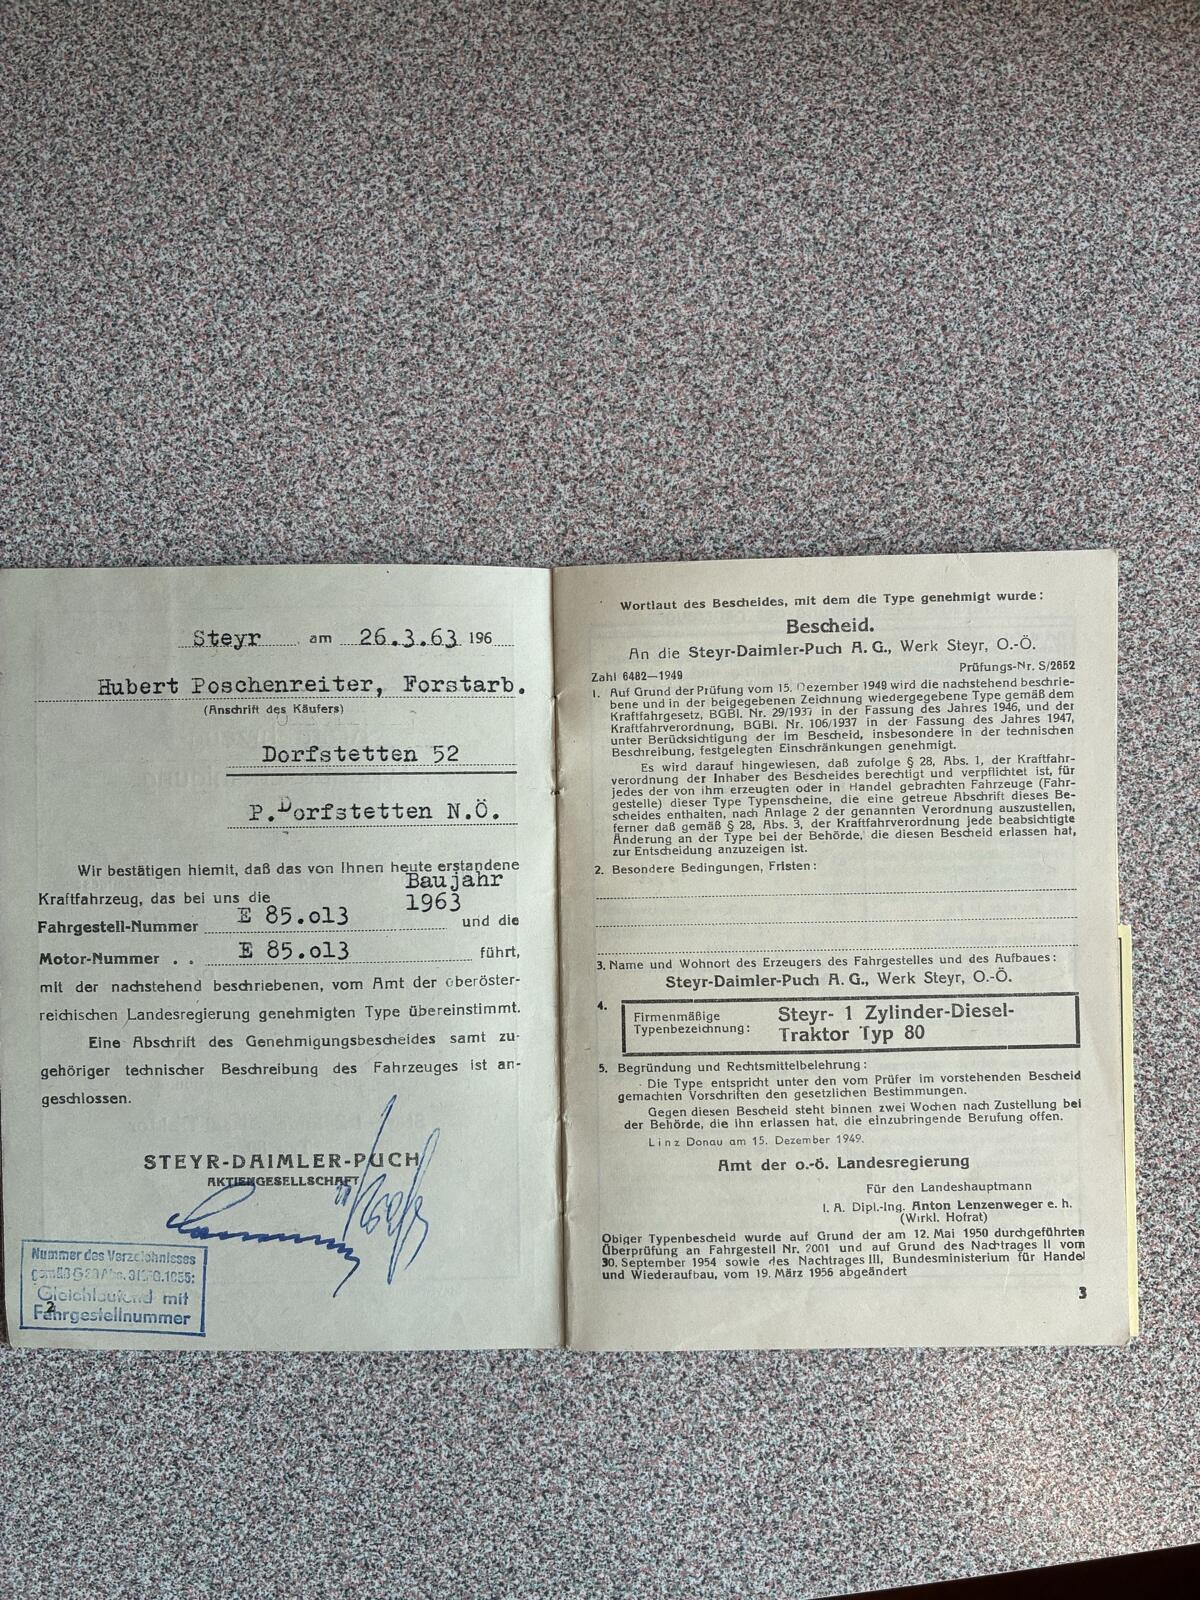 Steyr am 26.3.63 196
Hubert Poschenreiter, Forstarb.
(Anschrift des Käufers)
Dorfstetten 52
P.Dorfstetten N.Ö.
Wir bestätigen hiemit, daß das von Ihnen heute erstandene
Baujahr
Kraftfahrzeug, das bei uns die 1963
Fahrgestell-Nummer E 85.o13 und die
Motor-Nummer . . E 85.o13 führt,
mit der nachstehend beschriebenen, vom Amt der oberöster-
reichischen Landesregierung genehmigten Type übereinstimmt.
Eine Abschrift des Genehmigungsbescheides samt zu-
gehöriger technischer Beschreibung des Fahrzeuges ist an-
geschlossen.
STEYR-DAIMLER-PUCH
AKTIENGESELLSCHAFT
Nummer des Verzeichnisses
Gleichlaufend mit
Fahrgestellnummer
2
Wortlaut des Bescheides, mit dem die Type genehmigt wurde:
Bescheid.
An die Steyr-Daimler-Puch A. G., Werk Steyr, O.-Ö.
Prüfungs-Nr. S/2652
Zahl 6482—1949
1. Auf Grund der Prüfung vom 15. Dezember 1949 wird die nachstehend beschrie-
bene und in der beigegebenen Zeichnung wiedergegebene Type gemäß dem
Kraftfahrgesetz, BGBl. Nr. 29/1937 in der Fassung des Jahres 1946, und der
Kraftfahrverordnung, BGBl. Nr. 106/1937 in der Fassung des Jahres 1947,
unter Berücksichtigung der im Bescheid, insbesondere in der technischen
Beschreibung, festgelegten Einschränkungen genehmigt.
Es wird darauf hingewiesen, daß zufolge § 28, Abs. 1, der Kraftfahr-
verordnung der Inhaber des Bescheides berechtigt und verpflichtet ist, für
jedes der von ihm erzeugten oder in Handel gebrachten Fahrzeuge (Fahr-
gestelle) dieser Type Typenscheine, die eine getreue Abschrift dieses Be-
scheides enthalten, nach Anlage 2 der genannten Verordnung auszustellen,
ferner daß gemäß § 28, Abs. 3, der Kraftfahrverordnung jede beabsichtigte
Änderung an der Type bei der Behörde, die diesen Bescheid erlassen hat,
zur Entscheidung anzuzeigen ist.
2. Besondere Bedingungen, Fristen:
3. Name und Wohnort des Erzeugers des Fahrgestelles und des Aufbaues:
Steyr-Daimler-Puch A. G., Werk Steyr, O.-Ö.
4. Firmenmäßige Typenbezeichnung: Steyr- 1 Zylinder-Diesel-
Traktor Typ 80
5. Begründung und Rechtsmittelbelehrung:
Die Type entspricht unter den vom Prüfer im vorstehenden Bescheid
gemachten Vorschriften den gesetzlichen Bestimmungen.
Gegen diesen Bescheid steht binnen zwei Wochen nach Zustellung bei
der Behörde, die ihn erlassen hat, die einzubringende Berufung offen.
Linz Donau am 15. Dezember 1949.
Amt der o.-ö. Landesregierung
Für den Landeshauptmann
I. A. Dipl.-Ing. Anton Lenzenweger e. h.
(Wirkl. Hofrat)
Obiger Typenbescheid wurde auf Grund der am 12. Mai 1950 durchgeführten
Überprüfung an Fahrgestell Nr. 2001 und auf Grund des Nachtrages II vom
30. September 1954 sowie des Nachtrages III, Bundesministerium für Handel
und Wiederaufbau, vom 19. März 1956 abgeändert
3